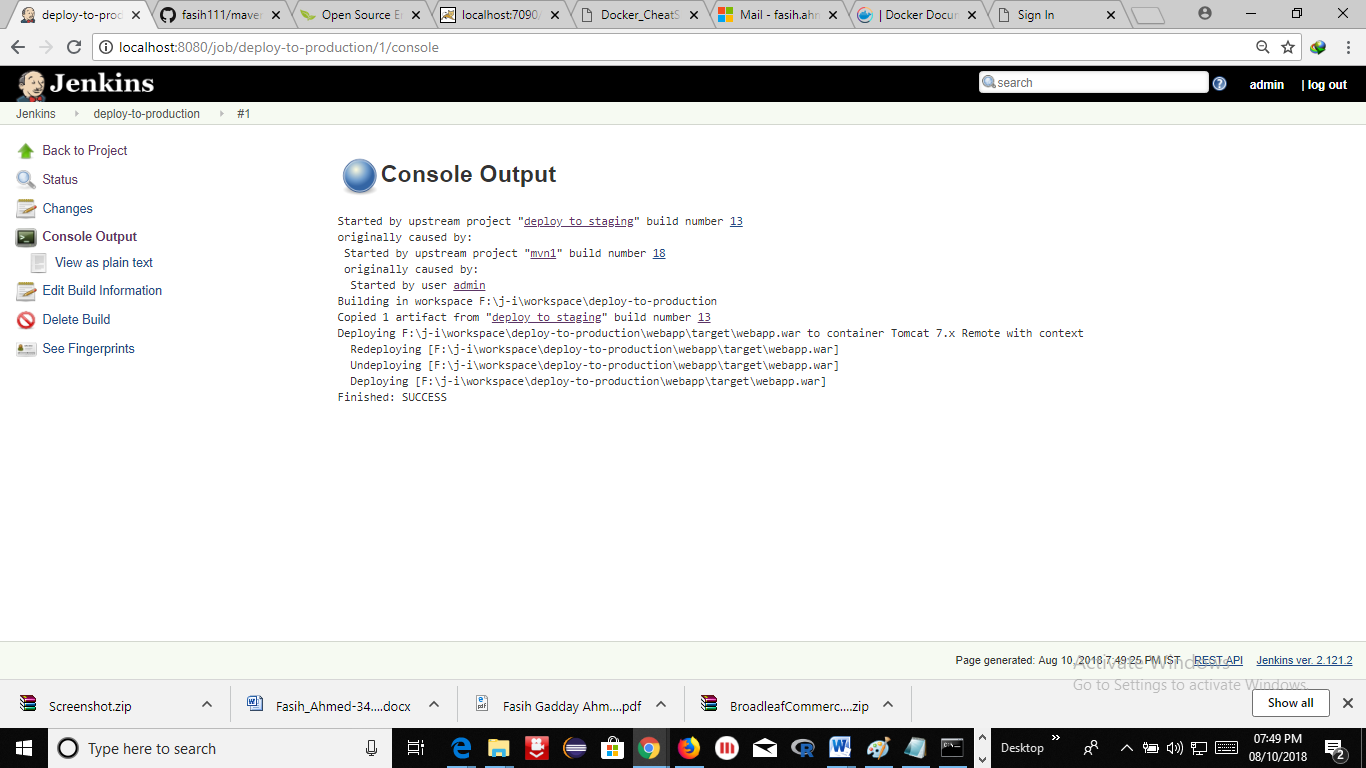 deploy-to-prod
fasih111/maver
Open Source E
localhost:7090/
Docker_CheatS
Mail - fasih.ahm
| Docker Docum
Sign In
localhost:8080/job/deploy-to-production/1/console
Jenkins
search
admin
| log out
Jenkins
deploy-to-production
#1
Back to Project
Status
Changes
Console Output
View as plain text
Edit Build Information
Delete Build
See Fingerprints
Console Output
Started by upstream project "deploy to staging" build number 13
originally caused by:
Started by upstream project "mvn1" build number 18
originally caused by:
Started by user admin
Building in workspace F:\j-i\workspace\deploy-to-production
Copied 1 artifact from "deploy to staging" build number 13
Deploying F:\j-i\workspace\deploy-to-production\webapp\target\webapp.war to container Tomcat 7.x Remote with context
Redeploying [F:\j-i\workspace\deploy-to-production\webapp\target\webapp.war]
Undeploying [F:\j-i\workspace\deploy-to-production\webapp\target\webapp.war]
Deploying [F:\j-i\workspace\deploy-to-production\webapp\target\webapp.war]
Finished: SUCCESS
Page generated: Aug 10, 2018 7:49:25 PM IST
REST API
Jenkins ver. 2.121.2
Activate Windows
Go to Settings to activate Windows.
Screenshot.zip
Fasih_Ahmed-34....docx
Fasih Gadday Ahm....pdf
BroadleafCommerc....zip
Show all
Type here to search
Desktop
07:49 PM
08/10/2018
2